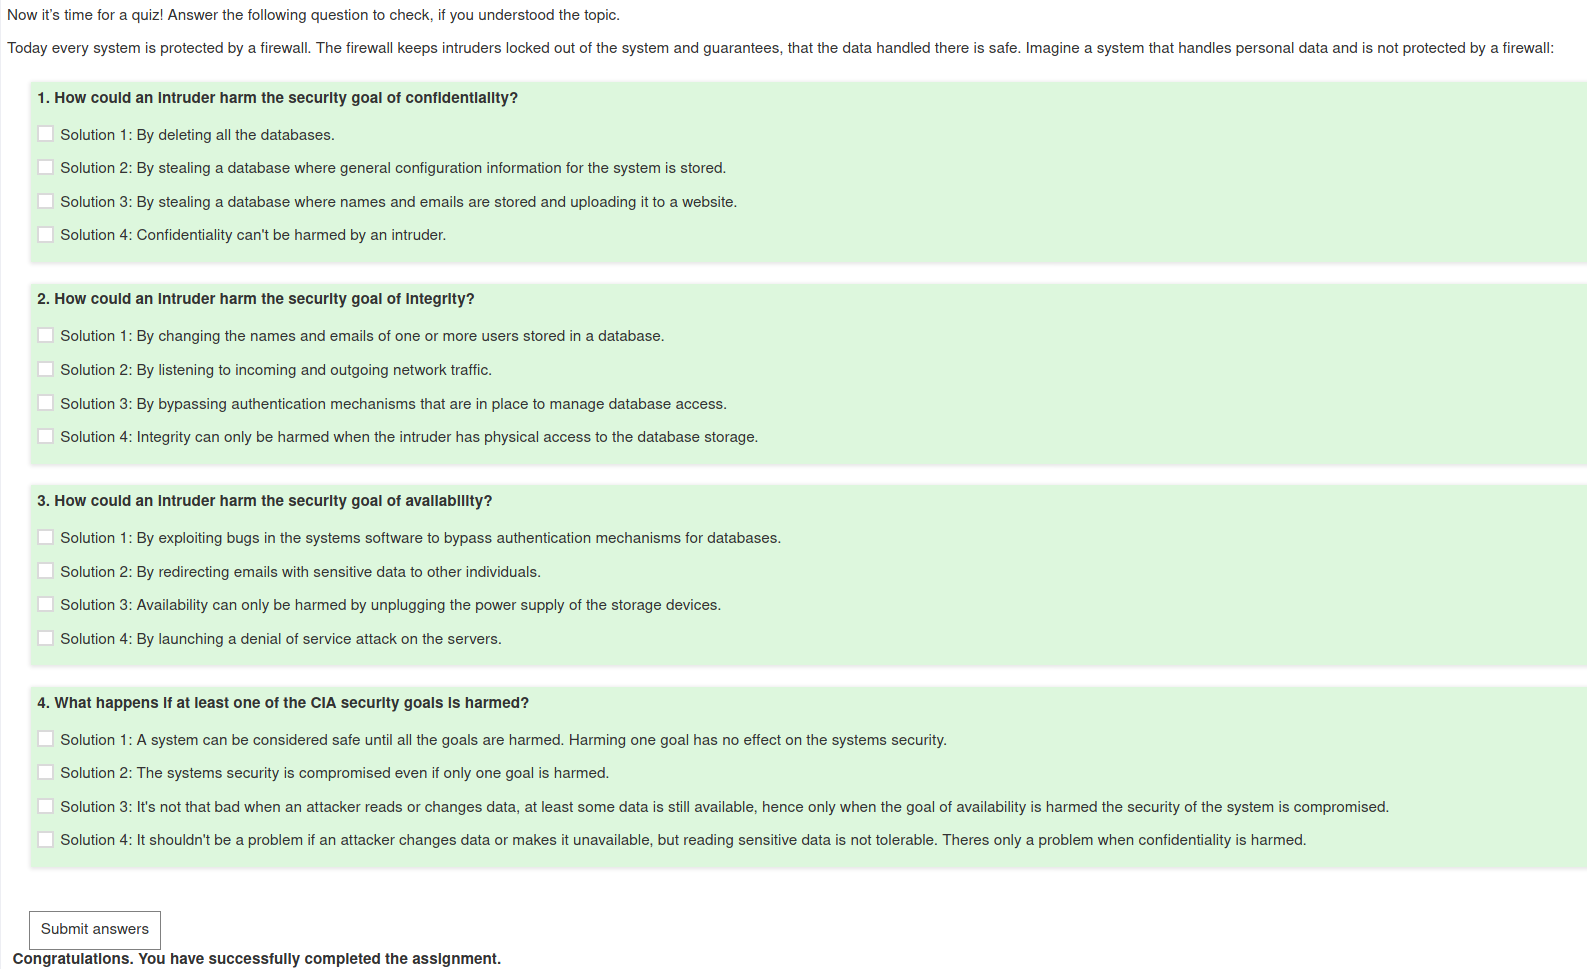 Now it's time for a quiz! Answer the following question to check, if you understood the topic.
Today every system is protected by a firewall. The firewall keeps intruders locked out of the system and guarantees, that the data handled there is safe. Imagine a system that handles personal data and is not protected by a firewall:
1. How could an intruder harm the security goal of confidentiality?
Solution 1: By deleting all the databases.
Solution 2: By stealing a database where general configuration information for the system is stored.
Solution 3: By stealing a database where names and emails are stored and uploading it to a website.
Solution 4: Confidentiality can't be harmed by an intruder.
2. How could an intruder harm the security goal of integrity?
Solution 1: By changing the names and emails of one or more users stored in a database.
Solution 2: By listening to incoming and outgoing network traffic.
Solution 3: By bypassing authentication mechanisms that are in place to manage database access.
Solution 4: Integrity can only be harmed when the intruder has physical access to the database storage.
3. How could an intruder harm the security goal of availability?
Solution 1: By exploiting bugs in the systems software to bypass authentication mechanisms for databases.
Solution 2: By redirecting emails with sensitive data to other individuals.
Solution 3: Availability can only be harmed by unplugging the power supply of the storage devices.
Solution 4: By launching a denial of service attack on the servers.
4. What happens if at least one of the CIA security goals is harmed?
Solution 1: A system can be considered safe until all the goals are harmed. Harming one goal has no effect on the systems security.
Solution 2: The systems security is compromised even if only one goal is harmed.
Solution 3: It's not that bad when an attacker reads or changes data, at least some data is still available, hence only when the goal of availability is harmed the security of the system is compromised.
Solution 4: It shouldn't be a problem if an attacker changes data or makes it unavailable, but reading sensitive data is not tolerable. Theres only a problem when confidentiality is harmed.
Submit answers
Congratulations. You have successfully completed the assignment.